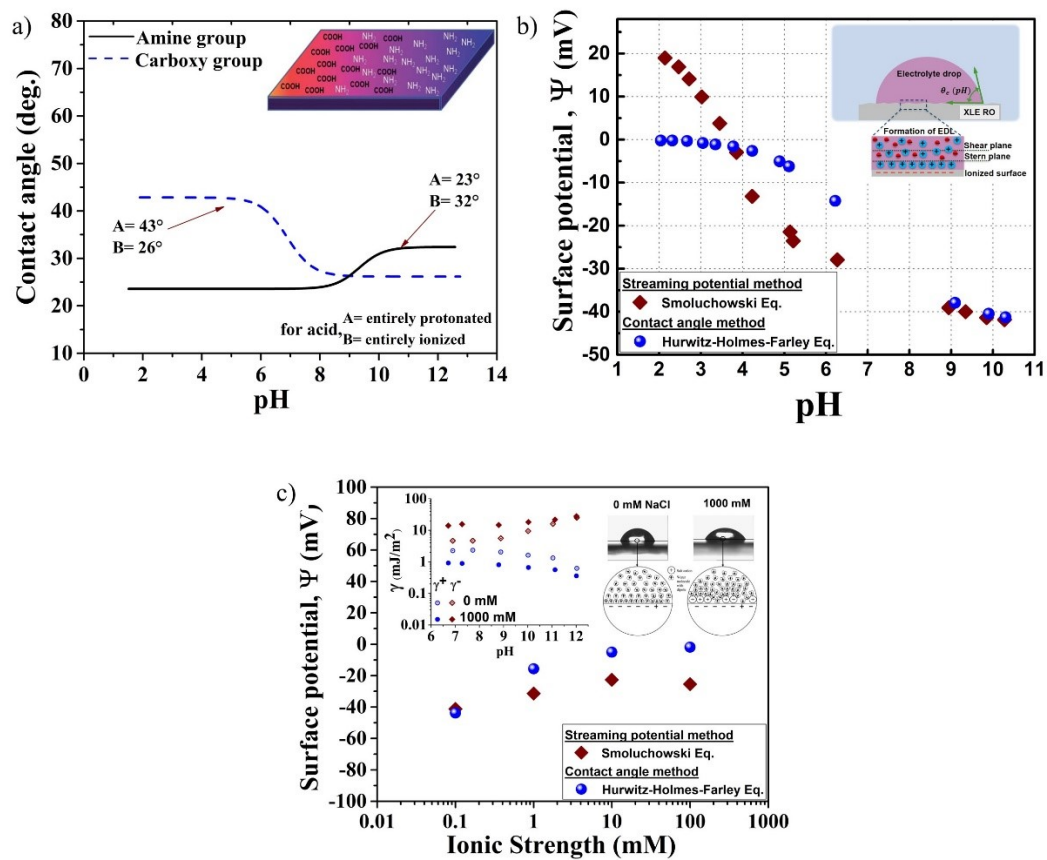 a)
Contact angle (deg.)
80
70
60
50
40
30
20
10
Amine group
Carboxy group
COOH
NH2
A= 43°
B= 26°
A= 23°
B= 32°
for acid, A= entirely protonated
B= entirely ionized
0 2 4 6 8 10 12 14
pH
b)
Surface potential , Ψ (mV)
20
10
0
-10
-20
-30
-40
-50
Electrolyte drop
θx (pH)
XLE RO
Formation of EDL
Shear plane
Stern plane
Ionized surface
Streaming potential method
Smoluchowski Eq.
Contact angle method
Hurwitz-Holmes-Farley Eq.
1 2 3 4 5 6 7 8 9 10 11
pH
c)
Surface potential, Ψ (mV)
100
80
60
40
20
0
-20
-40
-60
-80
-100
γ (mJ/m²)
100
10
1
0.1
0.01
γ+ γ-
0 mM
1000 mM
6 7 8 9 10 11 12
pH
0 mM NaCl
1000 mM
Streaming potential method
Smoluchowski Eq.
Contact angle method
Hurwitz-Holmes-Farley Eq.
0.01 0.1 1 10 100 1000
Ionic Strength (mM)